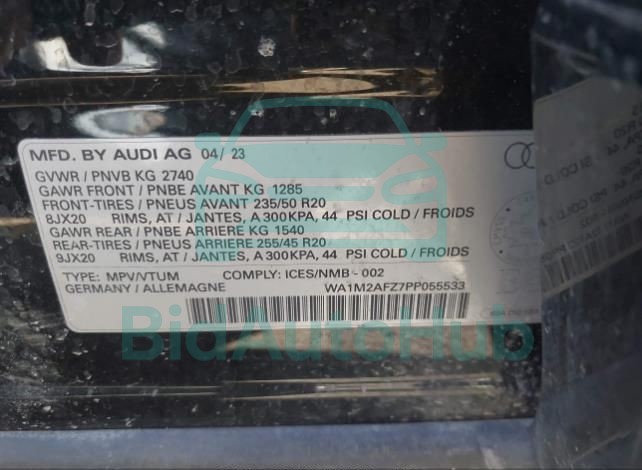 MFD. BY AUDI AG 04/ 23
GVWR / PNVB KG 2740
GAWR FRONT / PNBE AVANT KG 1285
FRONT-TIRES / PNEUS AVANT 235/50 R20
8JX20 RIMS, AT / JANTES, A 300KPA, 44 PSI COLD / FROIDS
GAWR REAR / PNBE ARRIERE KG 1540
REAR-TIRES / PNEUS ARRIERE 255/45 R20
9JX20 RIMS, AT / JANTES, A 300KPA, 44 PSI COLD / FROIDS
TYPE: MPV/VTUM COMPLY: ICES/NMB - 002
GERMANY / ALLEMAGNE WA1M2AFZ7PP055533
BidAutoHub